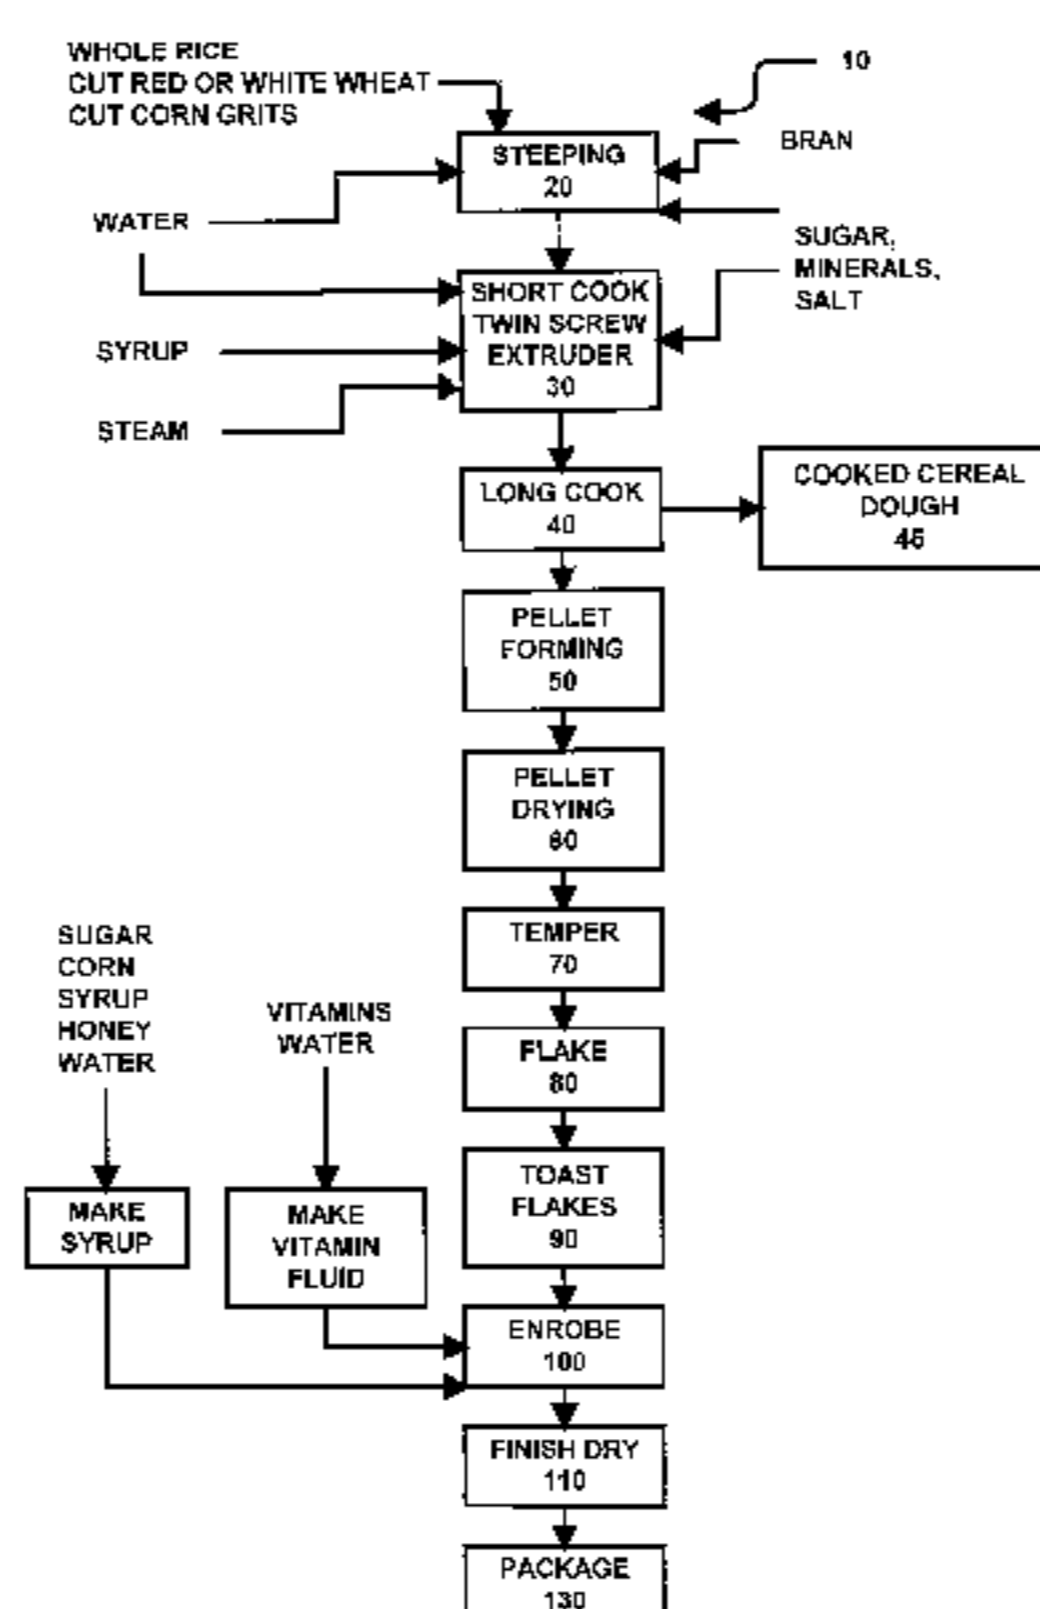 WHOLE RICE
CUT RED OR WHITE WHEAT
CUT CORN GRITS
10
BRAN
STEEPING
20
WATER
SUGAR,
MINERALS,
SALT
SHORT COOK
TWIN SCREW
EXTRUDER
30
SYRUP
STEAM
LONG COOK
40
COOKED CEREAL
DOUGH
45
PELLET
FORMING
50
PELLET
DRYING
60
TEMPER
70
FLAKE
80
TOAST
FLAKES
90
SUGAR
CORN
SYRUP
HONEY
WATER
VITAMINS
WATER
MAKE
SYRUP
MAKE
VITAMIN
FLUID
ENROBE
100
FINISH DRY
110
PACKAGE
130